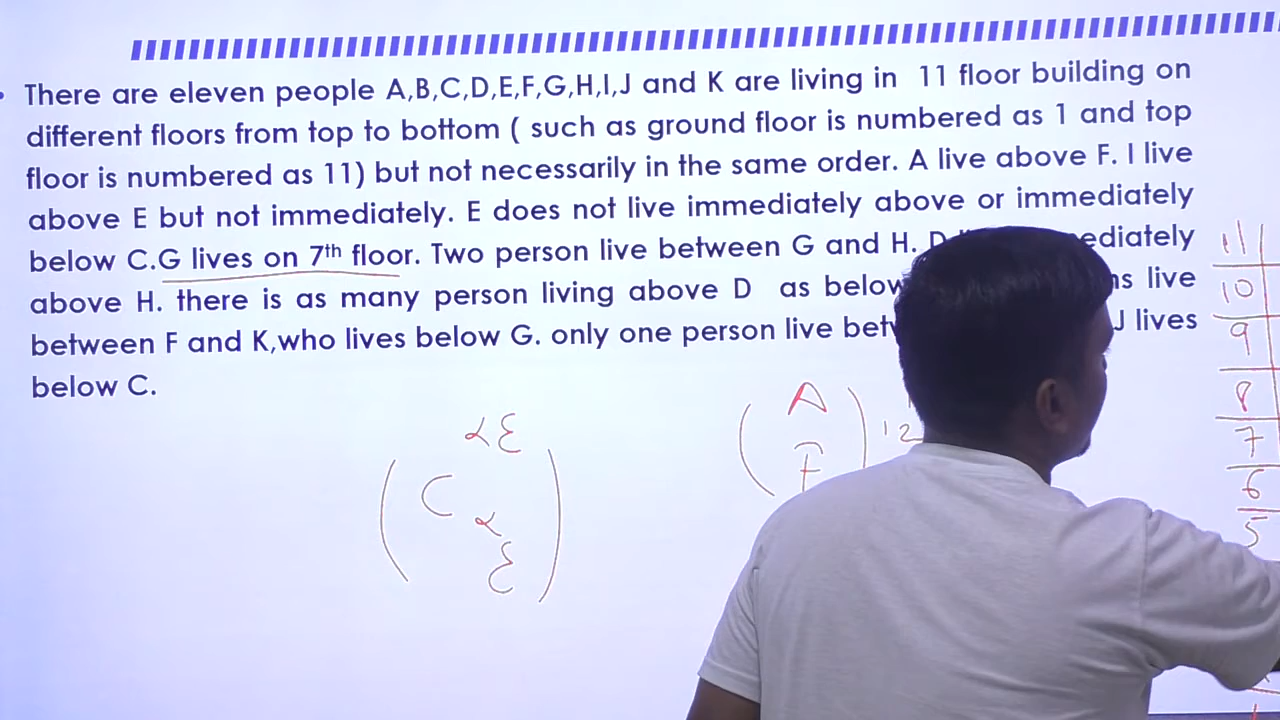 There are eleven people A,B,C,D,E,F,G,H,I,J and K are living in 11 floor building on
different floors from top to bottom ( such as ground floor is numbered as 1 and top
floor is numbered as 11) but not necessarily in the same order. A live above F. I live
above E but not immediately. E does not live immediately above or immediately
below C.G lives on 7th floor. Two person live between G and H. D
above H. there is as many person living above D as below live
between F and K,who lives below G. only one person live J lives
below C.
11
10
9
8
7
6
5
E
C
E
A
F
12